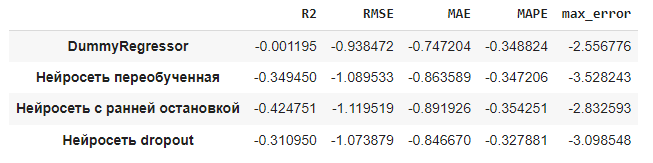 R2 RMSE MAE MAPE max_error
DummyRegressor -0.001195 -0.938472 -0.747204 -0.348824 -2.556776
Нейросеть переобученная -0.349450 -1.089533 -0.863589 -0.347206 -3.528243
Нейросеть с ранней остановкой -0.424751 -1.119519 -0.891926 -0.354251 -2.832593
Нейросеть dropout -0.310950 -1.073879 -0.846670 -0.327881 -3.098548